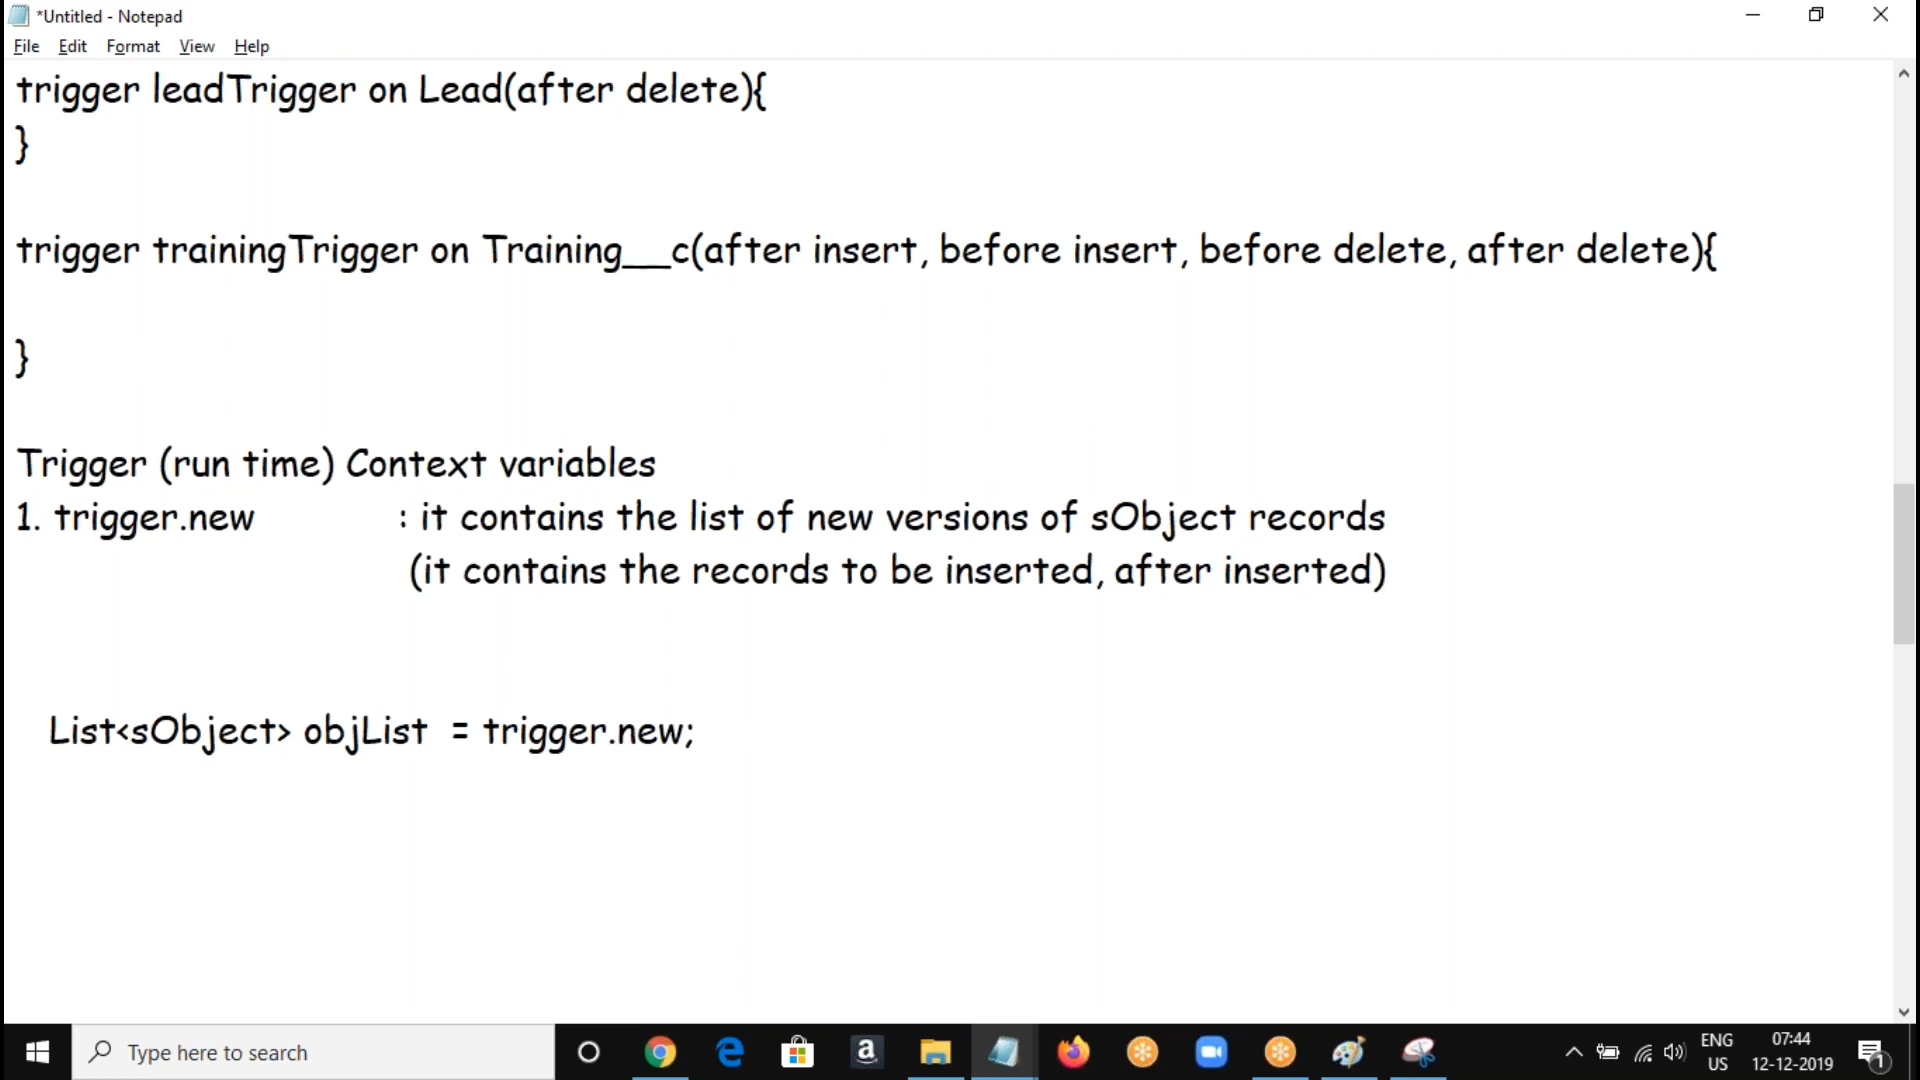 *Untitled - Notepad
File Edit Format View Help
trigger leadTrigger on Lead(after delete){
}
trigger trainingTrigger on Training__c(after insert, before insert, before delete, after delete){
}
Trigger (run time) Context variables
1. trigger.new : it contains the list of new versions of sObject records
(it contains the records to be inserted, after inserted)
List<sObject> objList = trigger.new;
Type here to search
ENG
US
07:44
12-12-2019
1